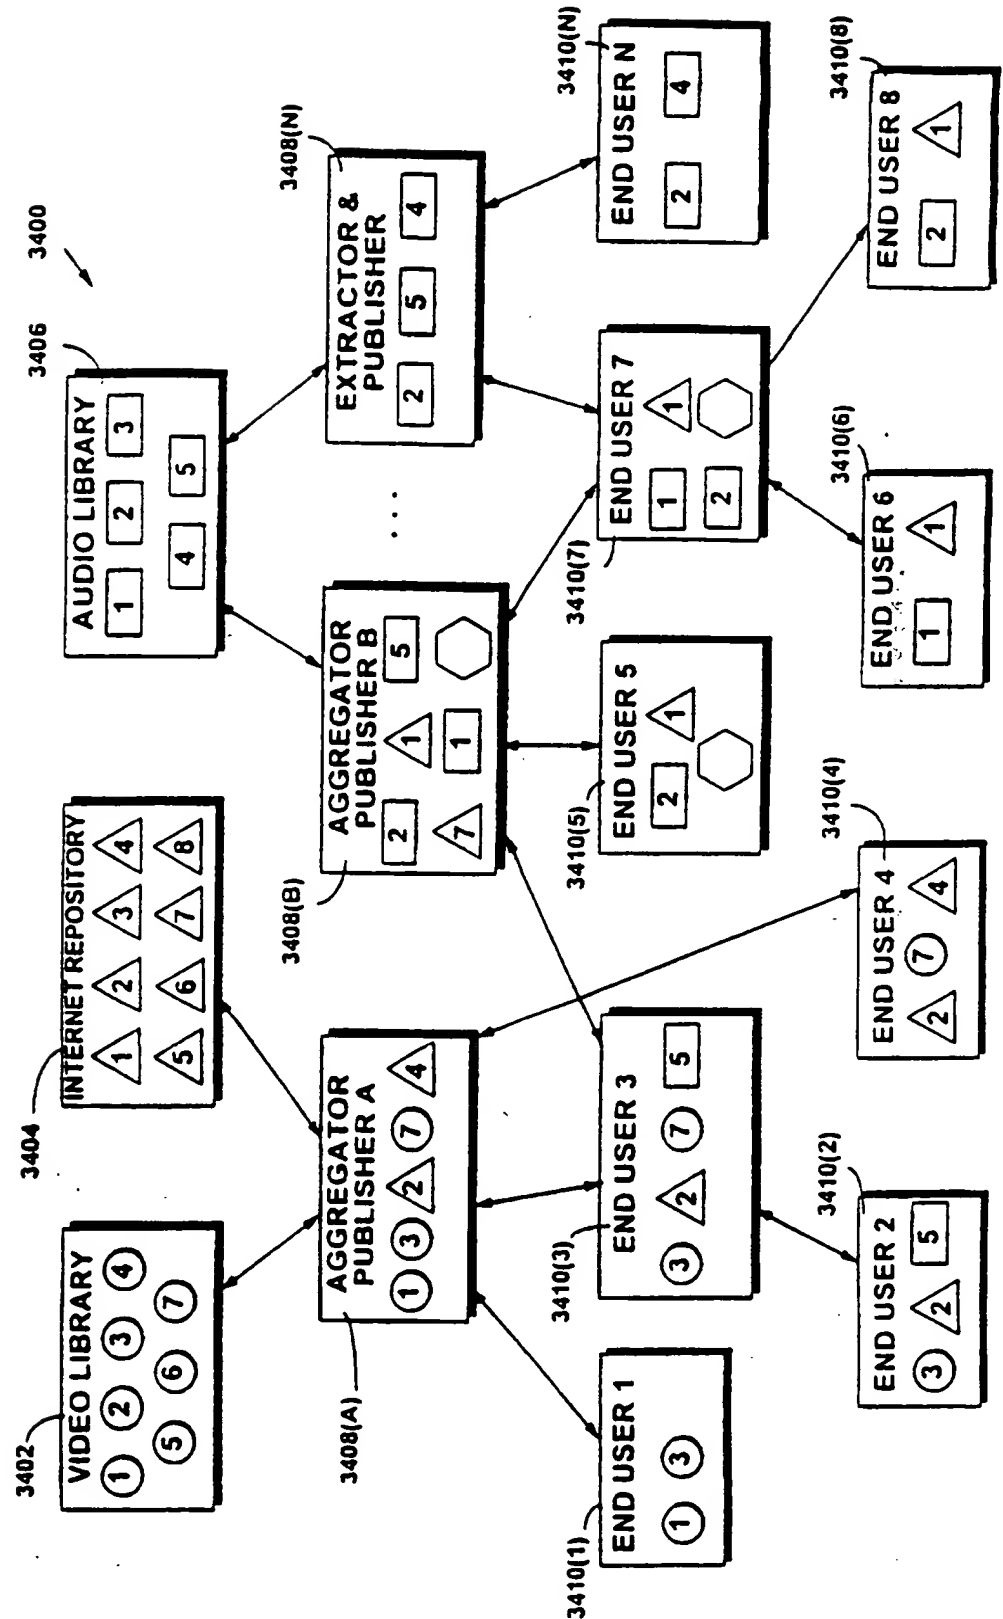 3400
3402
VIDEO LIBRARY
1 2 3 4
5 6 7
3404
INTERNET REPOSITORY
1 2 3 4
5 6 7 8
3406
AUDIO LIBRARY
1 2 3
4 5
3408(A)
AGGREGATOR
PUBLISHER A
1 3 2 7 4
3408(B)
AGGREGATOR
PUBLISHER B
2 1 5
7 1
...
3408(N)
EXTRACTOR &
PUBLISHER
2 5 4
3410(1)
END USER 1
1 3
3410(3)
END USER 3
3 2 7 5
3410(5)
END USER 5
2 1
3410(7)
END USER 7
1 1
2
3410(N)
END USER N
2 4
3410(2)
END USER 2
3 2 5
3410(4)
END USER 4
2 7 4
3410(6)
END USER 6
1 1
3410(8)
END USER 8
2 1